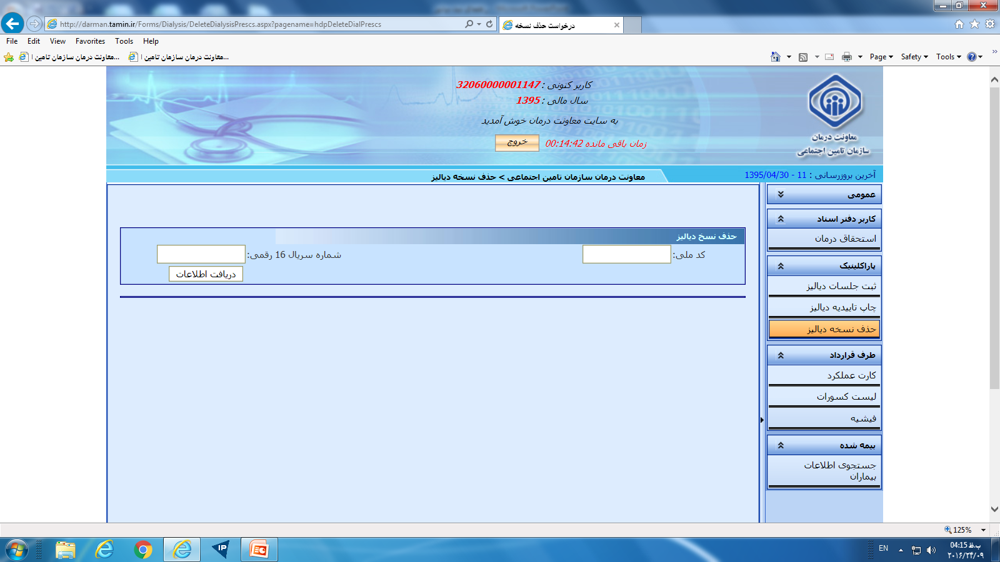 http://darman.tamin.ir/Forms/Dialysis/DeleteDialysisPrescs.aspx?pagename=hdpDeleteDialPrescs
درخواست حذف نسخه
File Edit View Favorites Tools Help
معاونت درمان سازمان تامین ا...
معاونت درمان سازمان تامین ا...
Page Safety Tools
کاربر کنونی : 32060000001147
سال مالی : 1395
به سایت معاونت درمان خوش آمدید
زمان باقی مانده 00:14:42
خروج
معاونت درمان
سازمان تامین اجتماعی
آخرین بروزرسانی : 11 - 1395/04/30
معاونت درمان سازمان تامین اجتماعی > حذف نسخه دیالیز
عمومی
کاربر دفتر اسناد
استحقاق درمان
پاراکلینیک
ثبت جلسات دیالیز
چاپ تاییدیه دیالیز
حذف نسخه دیالیز
طرف قرارداد
کارت عملکرد
لیست کسورات
فیشیه
بیمه شده
جستجوی اطلاعات
بیماران
حذف نسخ دیالیز
کد ملی:
شماره سریال 16 رقمی:
دریافت اطلاعات
125%
IP
EN
04:15 ب.ظ
۲۰۱۶/۲۴/۰۹